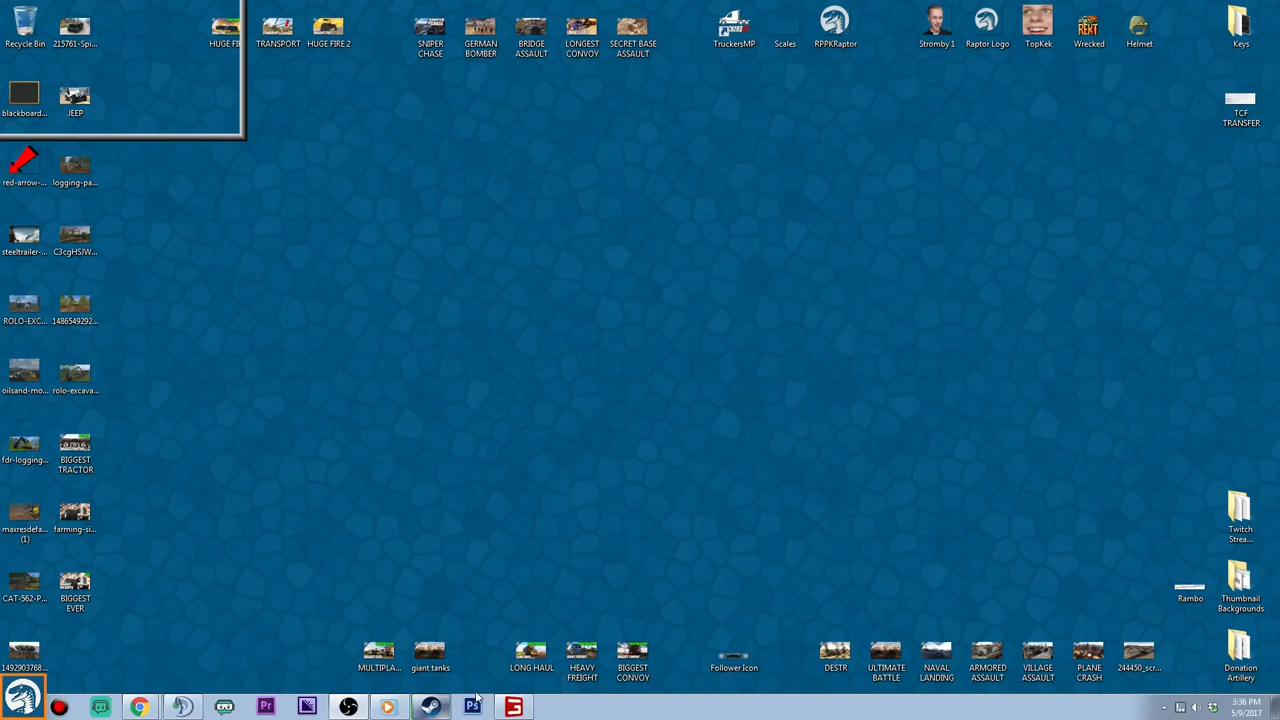 Recycle Bin
215761-Spi...
HUGE FI
TRANSPORT
HUGE FIRE 2
SNIPER CHASE
GERMAN BOMBER
BRIDGE ASSAULT
LONGEST CONVOY
SECRET BASE ASSAULT
TruckersMP
Scales
RPPKRaptor
Stromby 1
Raptor Logo
TopKek
Wrecked
Helmet
Keys
blackboard...
JEEP
TCF TRANSFER
red-arrow-...
logging-pa...
steeltrailer-...
C3cgHSJW...
ROLO-EXC...
1486549292...
oilsand-mo...
rolo-excava...
fdr-logging...
BIGGEST TRACTOR
maxresdefa... (1)
farming-si...
Twitch Strea...
CAT-562-P...
BIGGEST EVER
Rambo
Thumbnail Backgrounds
1492903768...
MULTIPLA...
giant tanks
LONG HAUL
HEAVY FREIGHT
BIGGEST CONVOY
Follower Icon
DESTR
ULTIMATE BATTLE
NAVAL LANDING
ARMORED ASSAULT
VILLAGE ASSAULT
PLANE CRASH
244450_scr...
Donation Artillery
Pr
Ps
3:36 PM
5/9/2017